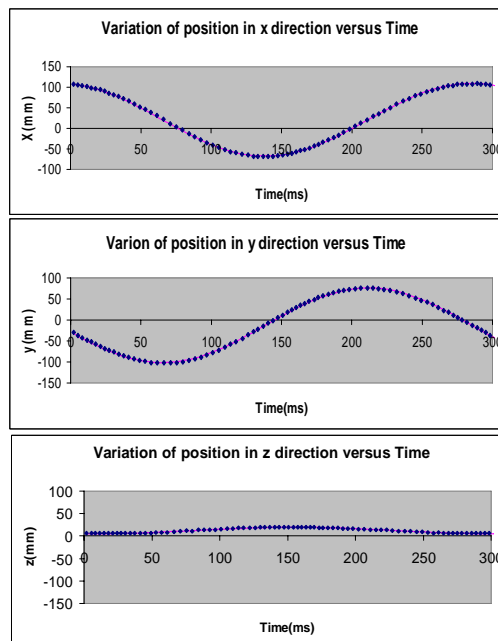 Variation of position in x direction versus Time
150
100
50
0
-50
-100
0 50 100 150 200 250 300
X(mm)
Time(ms)
Varion of position in y direction versus Time
100
50
0
-50
-100
-150
0 50 100 150 200 250 300
y(mm)
Time(ms)
Variation of position in z direction versus Time
100
50
0
-50
-100
-150
0 50 100 150 200 250 300
z(mm)
Time(ms)